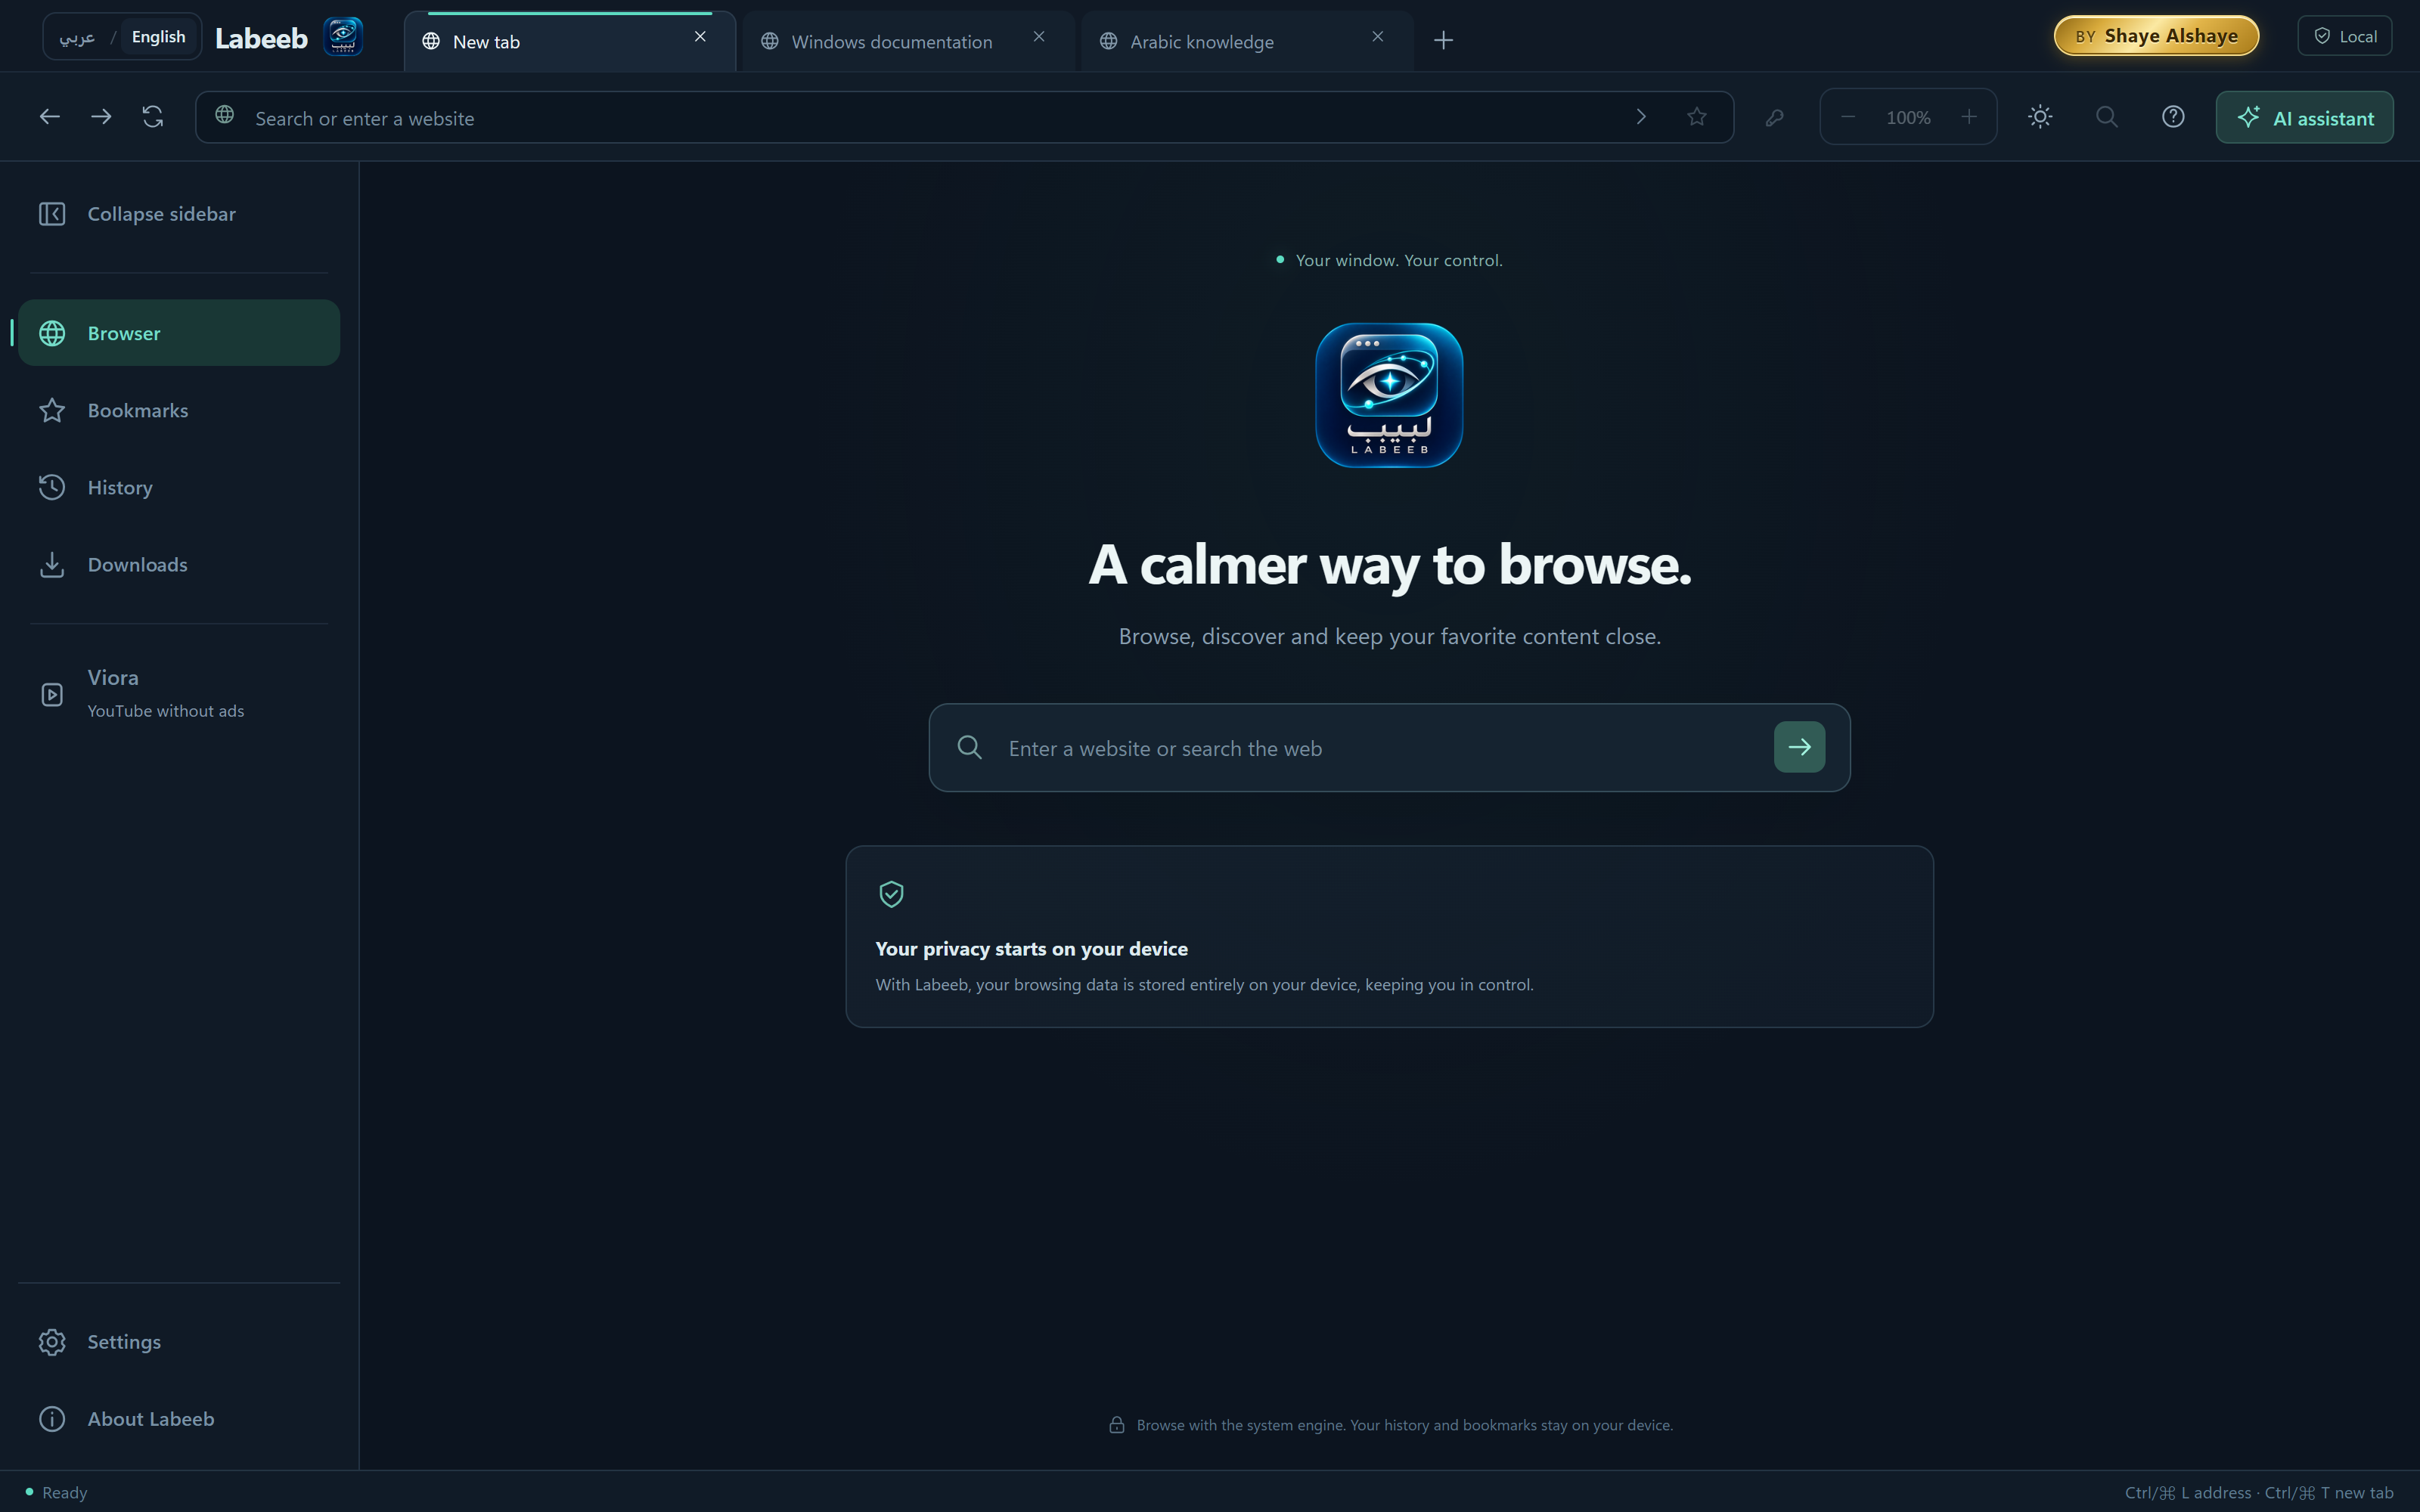 عربي / English Labeeb
New tab
Windows documentation
Arabic knowledge
BY Shaye Alshaye
Local
Search or enter a website
100%
AI assistant
Collapse sidebar
Browser
Bookmarks
History
Downloads
Viora
YouTube without ads
Settings
About Labeeb
Your window. Your control.
لبيب
LABEEB
A calmer way to browse.
Browse, discover and keep your favorite content close.
Enter a website or search the web
Your privacy starts on your device
With Labeeb, your browsing data is stored entirely on your device, keeping you in control.
Browse with the system engine. Your history and bookmarks stay on your device.
Ready
Ctrl/⌘ L address · Ctrl/⌘ T new tab